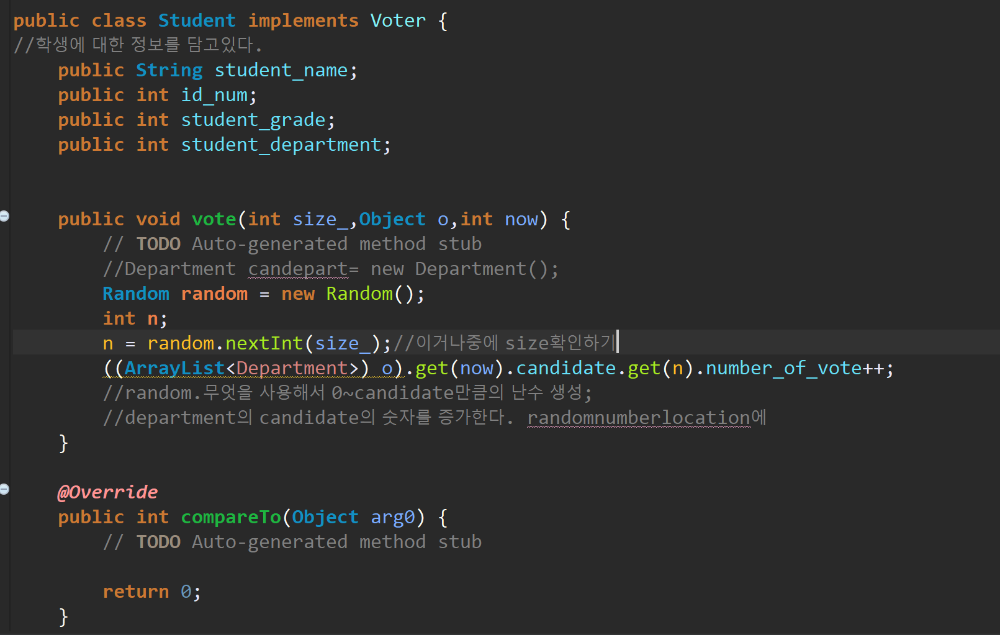 public class Student implements Voter {
//학생에 대한 정보를 담고있다.
public String student_name;
public int id_num;
public int student_grade;
public int student_department;
public void vote(int size_,Object o,int now) {
// TODO Auto-generated method stub
//Department candepart= new Department();
Random random = new Random();
int n;
n = random.nextInt(size_);//이거나중에 size확인하기
((ArrayList<Department>) o).get(now).candidate.get(n).number_of_vote++;
//random.무엇을 사용해서 0~candidate만큼의 난수 생성;
//department의 candidate의 숫자를 증가한다. randomnumberlocation에
}
@Override
public int compareTo(Object arg0) {
// TODO Auto-generated method stub
return 0;
}